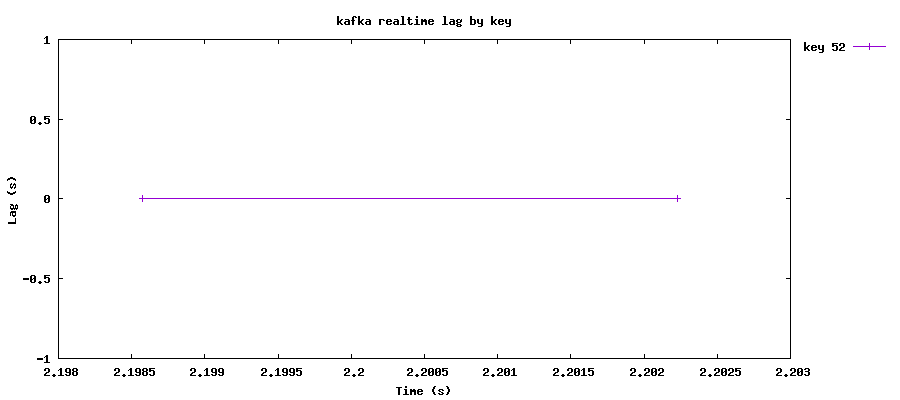 kafka realtime lag by key
key 52
1
0.5
0
-0.5
-1
Lag (s)
2.198 2.1985 2.199 2.1995 2.2 2.2005 2.201 2.2015 2.202 2.2025 2.203
Time (s)